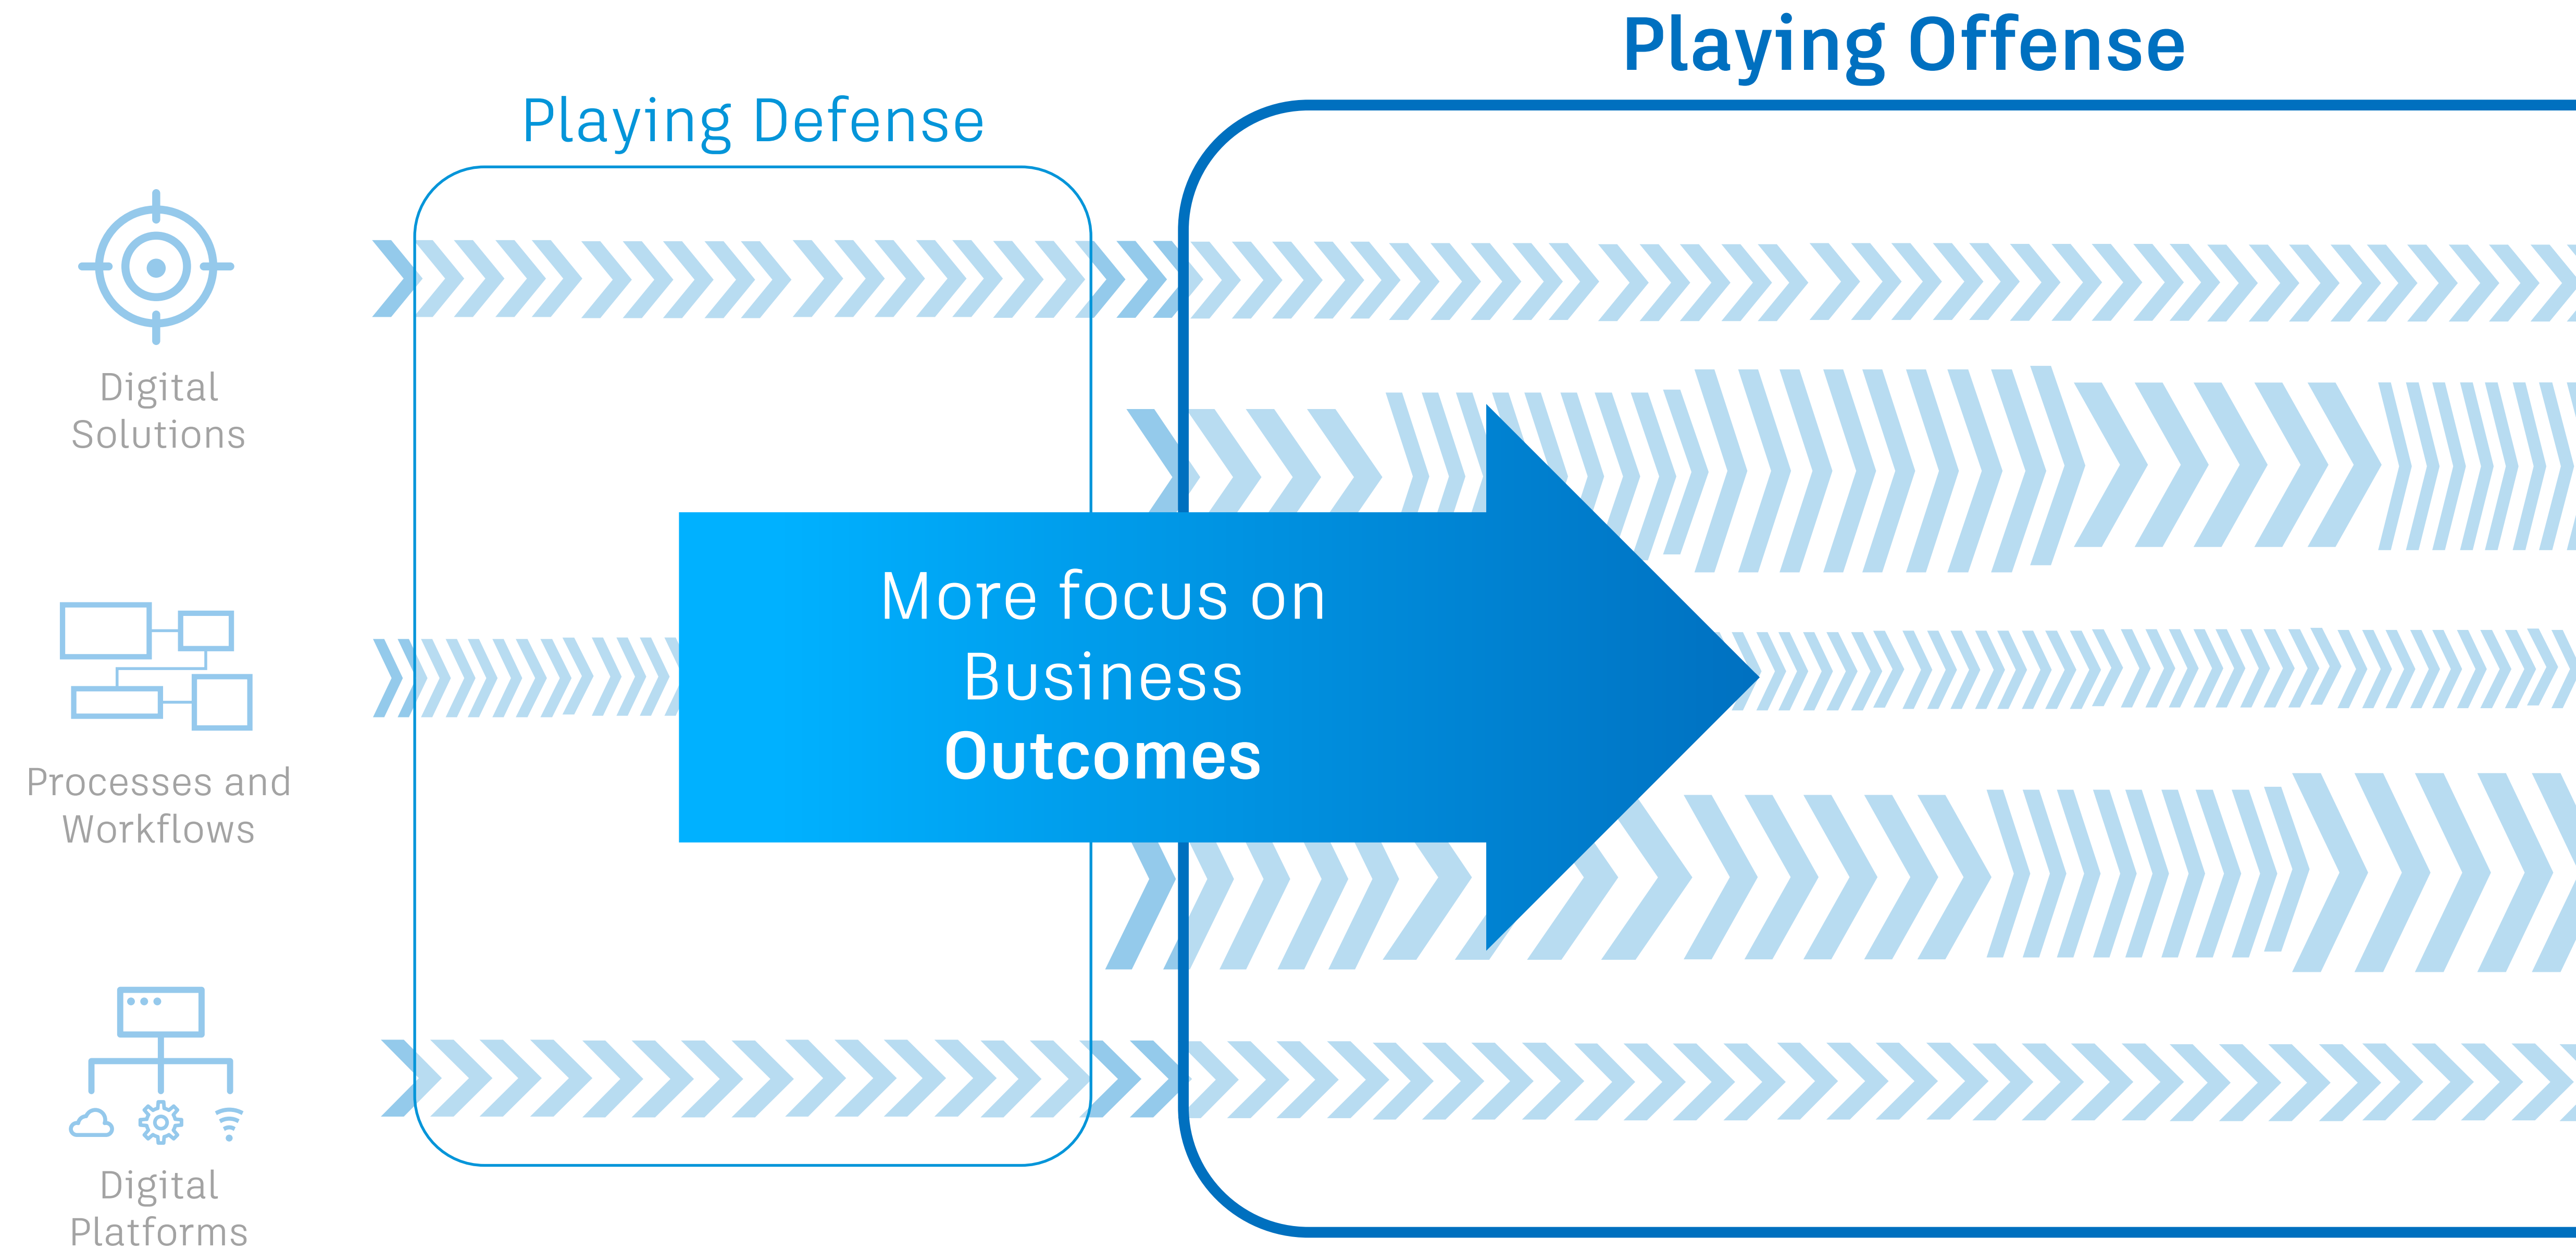 Playing Offense
Playing Defense
Digital
Solutions
More focus on
Business
Outcomes
Processes and
Workflows
Digital
Platforms